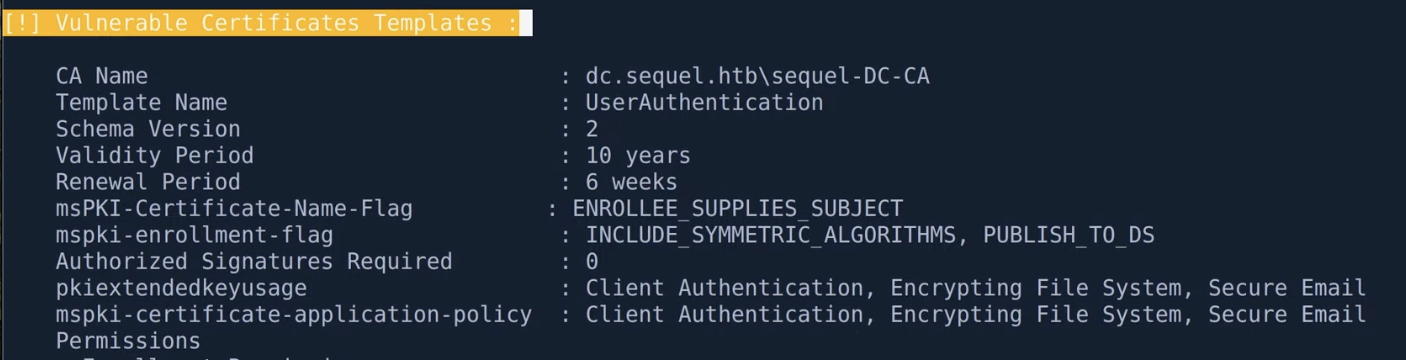 [!] Vulnerable Certificates Templates :
CA Name : dc.sequel.htb\sequel-DC-CA
Template Name : UserAuthentication
Schema Version : 2
Validity Period : 10 years
Renewal Period : 6 weeks
msPKI-Certificate-Name-Flag : ENROLLEE_SUPPLIES_SUBJECT
mspki-enrollment-flag : INCLUDE_SYMMETRIC_ALGORITHMS, PUBLISH_TO_DS
Authorized Signatures Required : 0
pkiextendedkeyusage : Client Authentication, Encrypting File System, Secure Email
mspki-certificate-application-policy : Client Authentication, Encrypting File System, Secure Email
Permissions